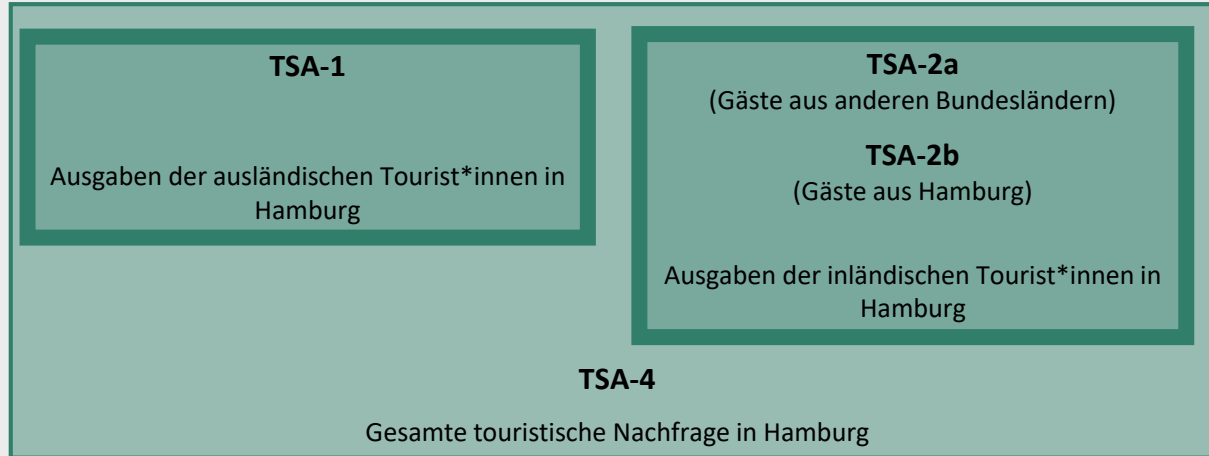 TSA-1
Ausgaben der ausländischen Tourist*innen in
Hamburg
TSA-2a
(Gäste aus anderen Bundesländern)
TSA-2b
(Gäste aus Hamburg)
Ausgaben der inländischen Tourist*innen in
Hamburg
TSA-4
Gesamte touristische Nachfrage in Hamburg